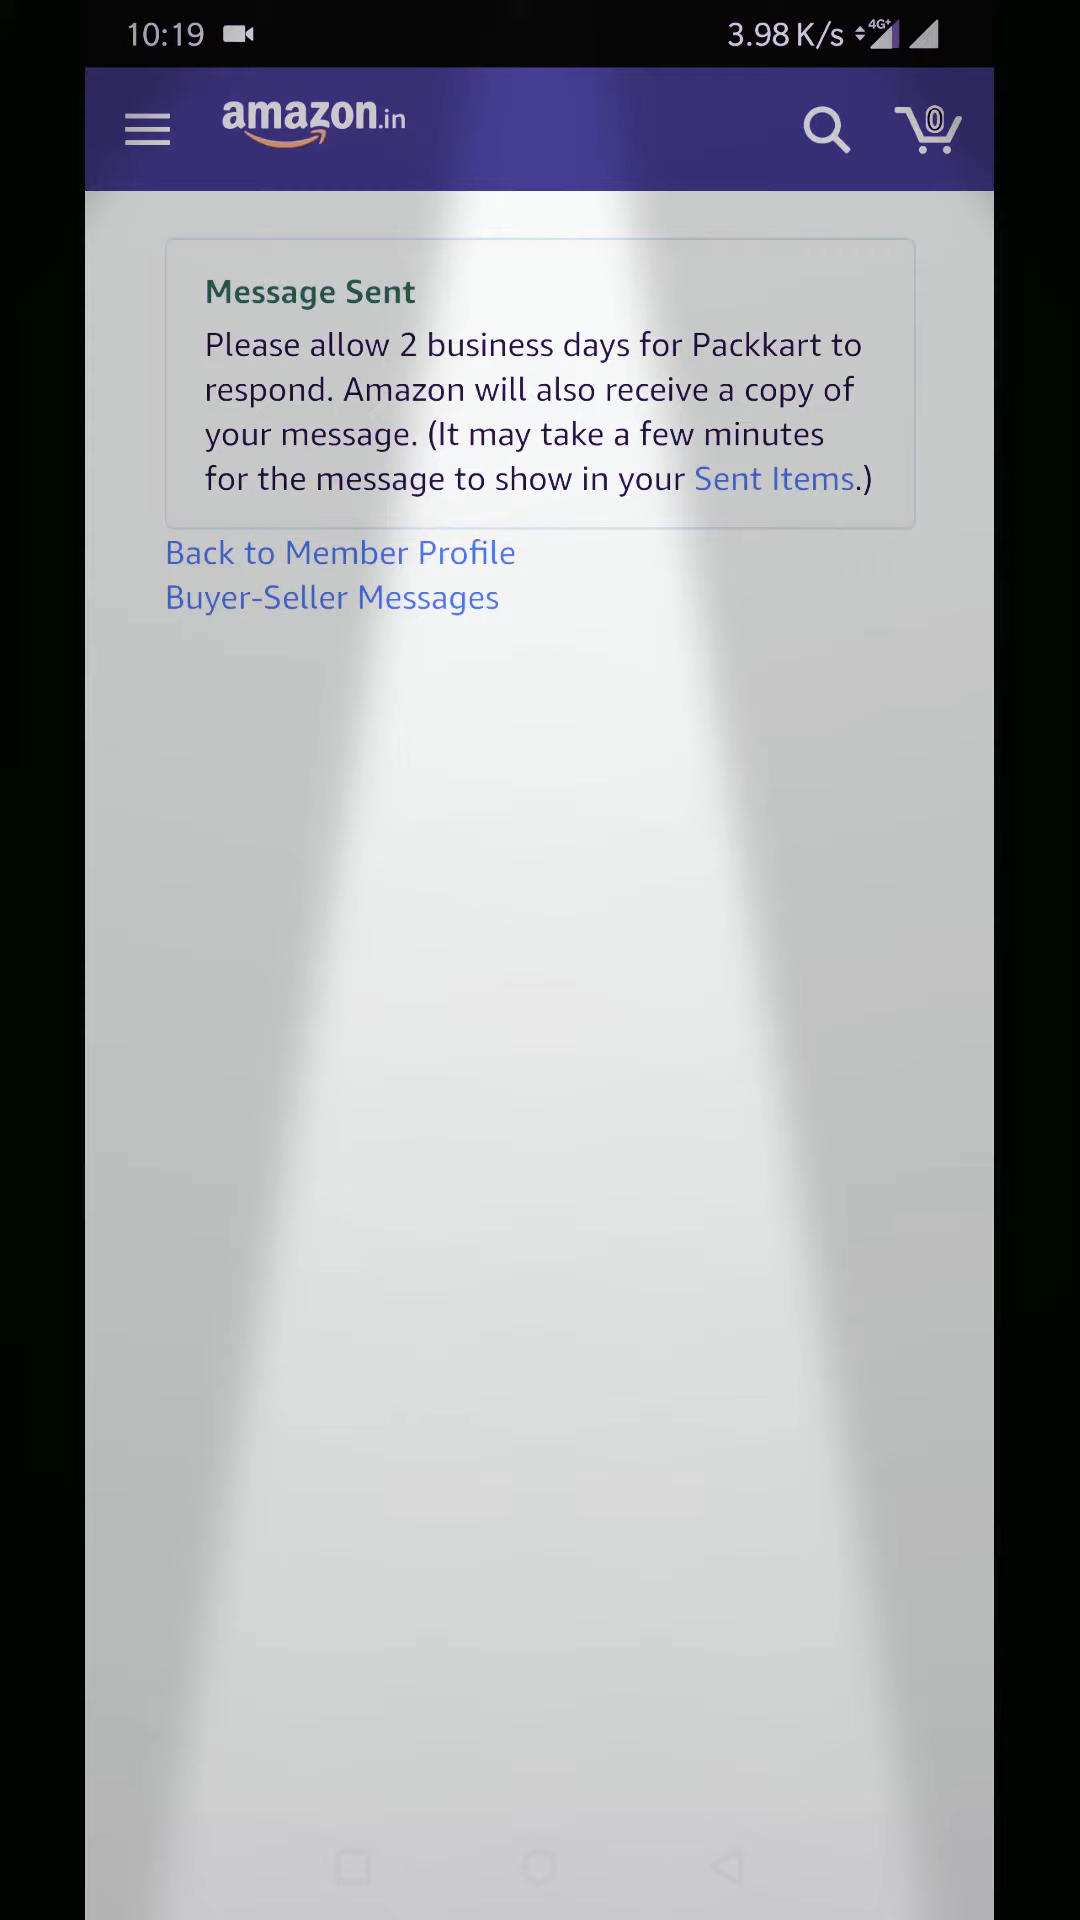 10:19
3.98 K/s 4G+
amazon.in
0
Message Sent
Please allow 2 business days for Packkart to
respond. Amazon will also receive a copy of
your message. (It may take a few minutes
for the message to show in your Sent Items.)
Back to Member Profile
Buyer-Seller Messages